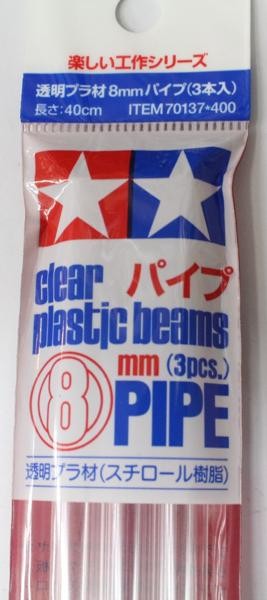 楽しい工作シリーズ
透明プラ材8mmパイプ(3本入)
長さ:40cm ITEM 70137*400
clear パイプ
plastic beams
8 mm (3pcs.)
PIPE
透明プラ材(スチロール樹脂)